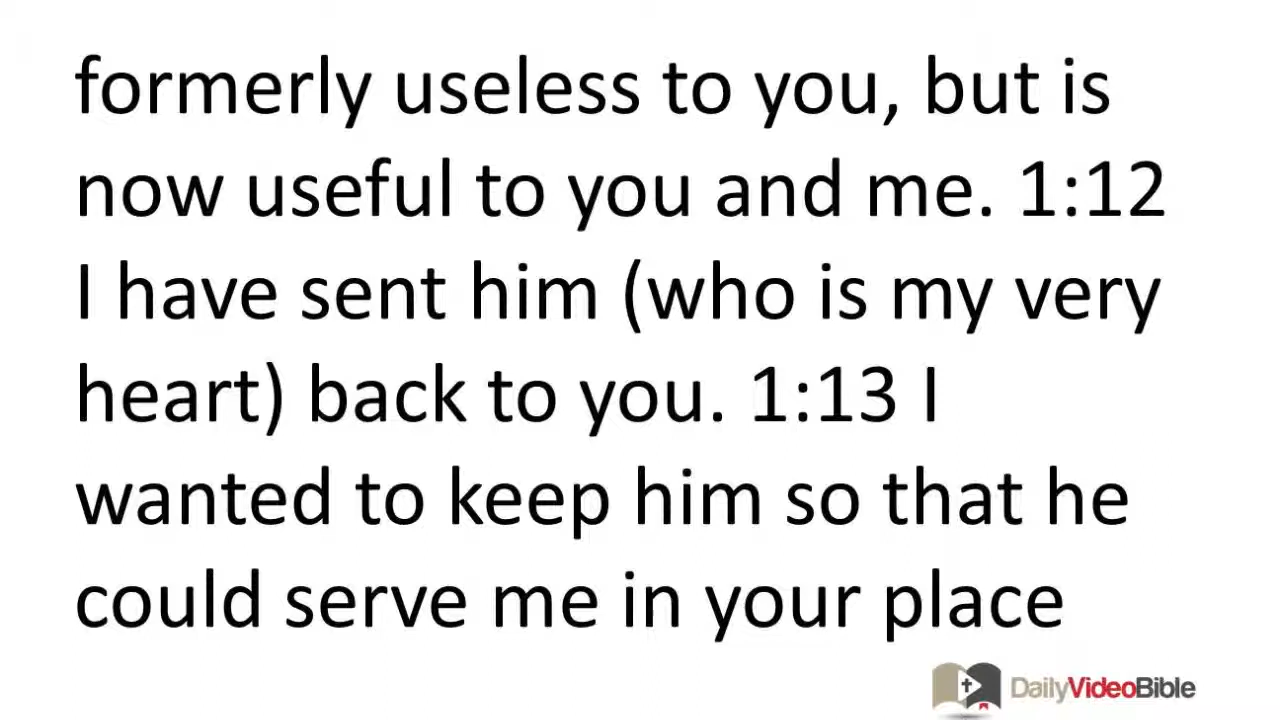 formerly useless to you, but is
now useful to you and me. 1:12
I have sent him (who is my very
heart) back to you. 1:13 I
wanted to keep him so that he
could serve me in your place
DailyVideoBible